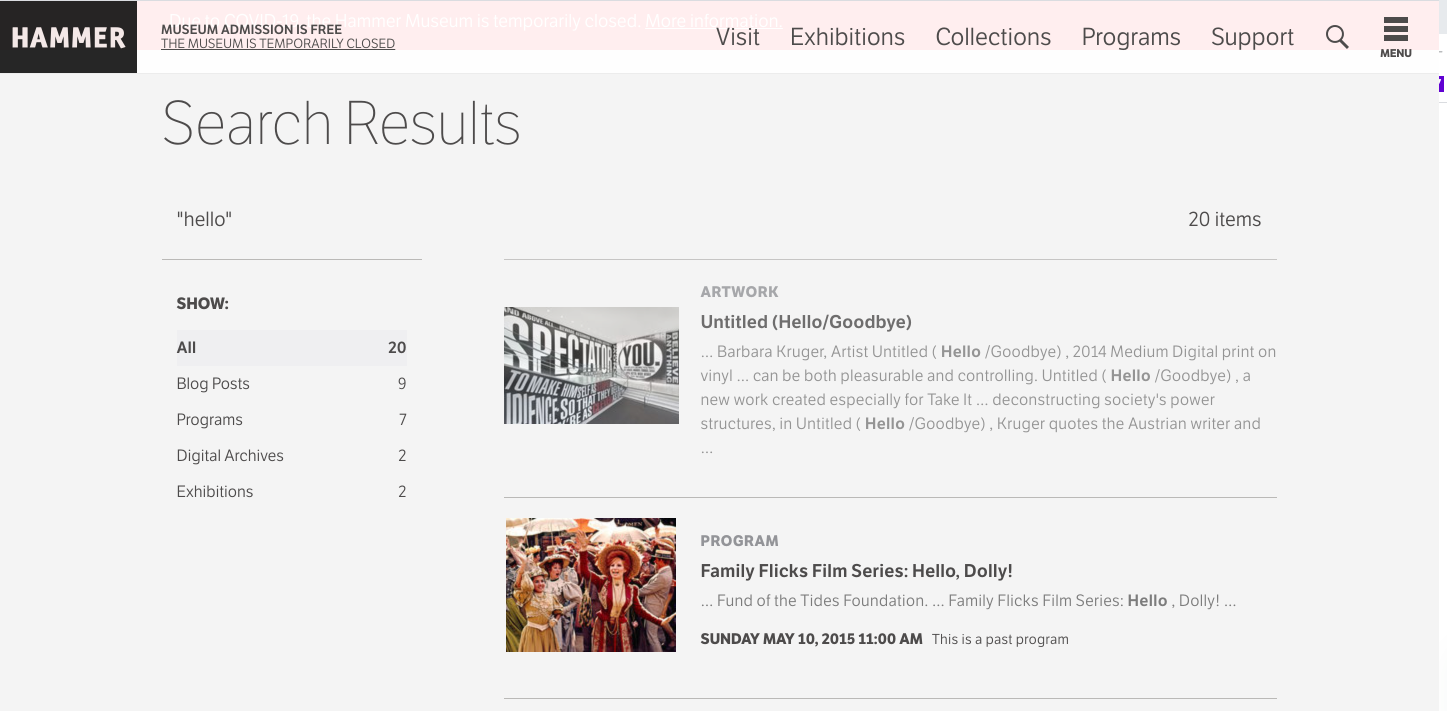 HAMMER
Due to COVID-19, the Hammer Museum is temporarily closed. More information.
MUSEUM ADMISSION IS FREE
THE MUSEUM IS TEMPORARILY CLOSED
Visit Exhibitions Collections Programs Support
MENU
Search Results
"hello"
20 items
SHOW:
All 20
Blog Posts 9
Programs 7
Digital Archives 2
Exhibitions 2
SPECTATOR
YOU.
BELIEVE
ANYTHING
TO MAKE HIMSELF
SO THAT THEY
ARTWORK
Untitled (Hello/Goodbye)
... Barbara Kruger, Artist Untitled ( Hello /Goodbye) , 2014 Medium Digital print on
vinyl ... can be both pleasurable and controlling. Untitled ( Hello /Goodbye) , a
new work created especially for Take It ... deconstructing society's power
structures, in Untitled ( Hello /Goodbye) , Kruger quotes the Austrian writer and
...
PROGRAM
Family Flicks Film Series: Hello, Dolly!
... Fund of the Tides Foundation. ... Family Flicks Film Series: Hello , Dolly! ...
SUNDAY MAY 10, 2015 11:00 AM This is a past program